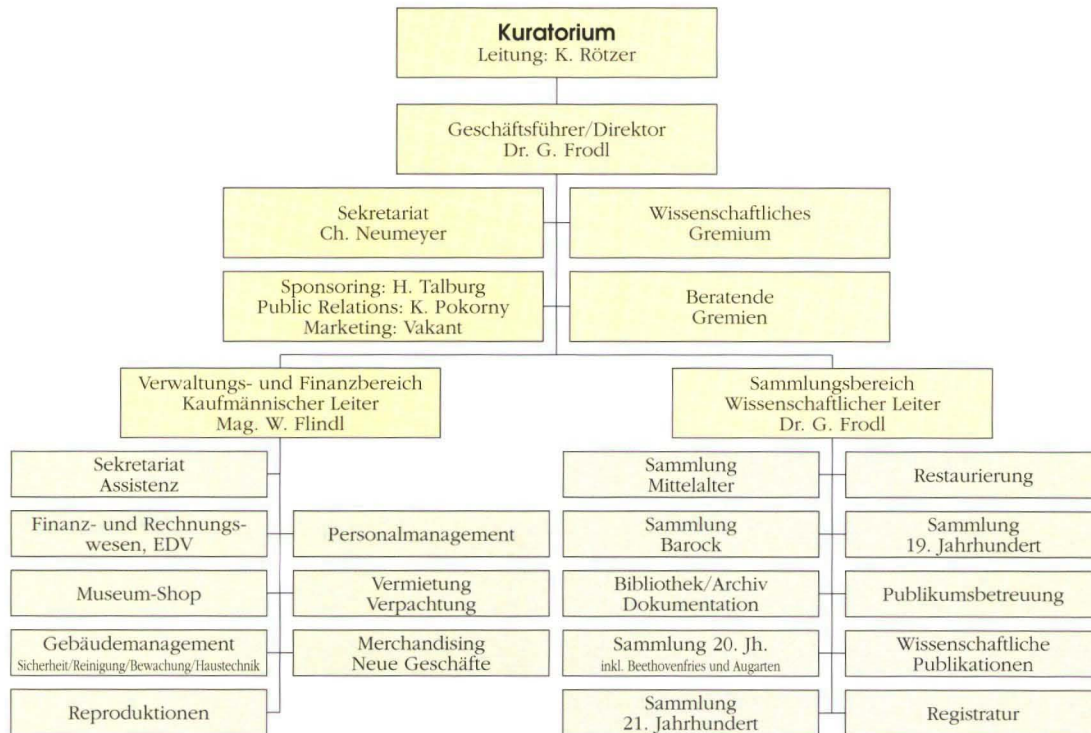 Kuratorium
Leitung: K. Rötzer
Geschäftsführer/Direktor
Dr. G. Frodl
Sekretariat
Ch. Neumeyer
Wissenschaftliches
Gremium
Sponsoring: H. Talburg
Public Relations: K. Pokorny
Marketing: Vakant
Beratende
Gremien
Verwaltungs- und Finanzbereich
Kaufmännischer Leiter
Mag. W. Flindl
Sekretariat
Assistenz
Finanz- und Rechnungs-
wesen, EDV
Personalmanagement
Museum-Shop
Vermietung
Verpachtung
Gebäudemanagement
Sicherheit/Reinigung/Bewachung/Haustechnik
Merchandising
Neue Geschäfte
Reproduktionen
Sammlungsbereich
Wissenschaftlicher Leiter
Dr. G. Frodl
Sammlung
Mittelalter
Restaurierung
Sammlung
Barock
Sammlung
19. Jahrhundert
Bibliothek/Archiv
Dokumentation
Publikumsbetreuung
Sammlung 20. Jh.
inkl. Beethovenfries und Augarten
Wissenschaftliche
Publikationen
Sammlung
21. Jahrhundert
Registratur